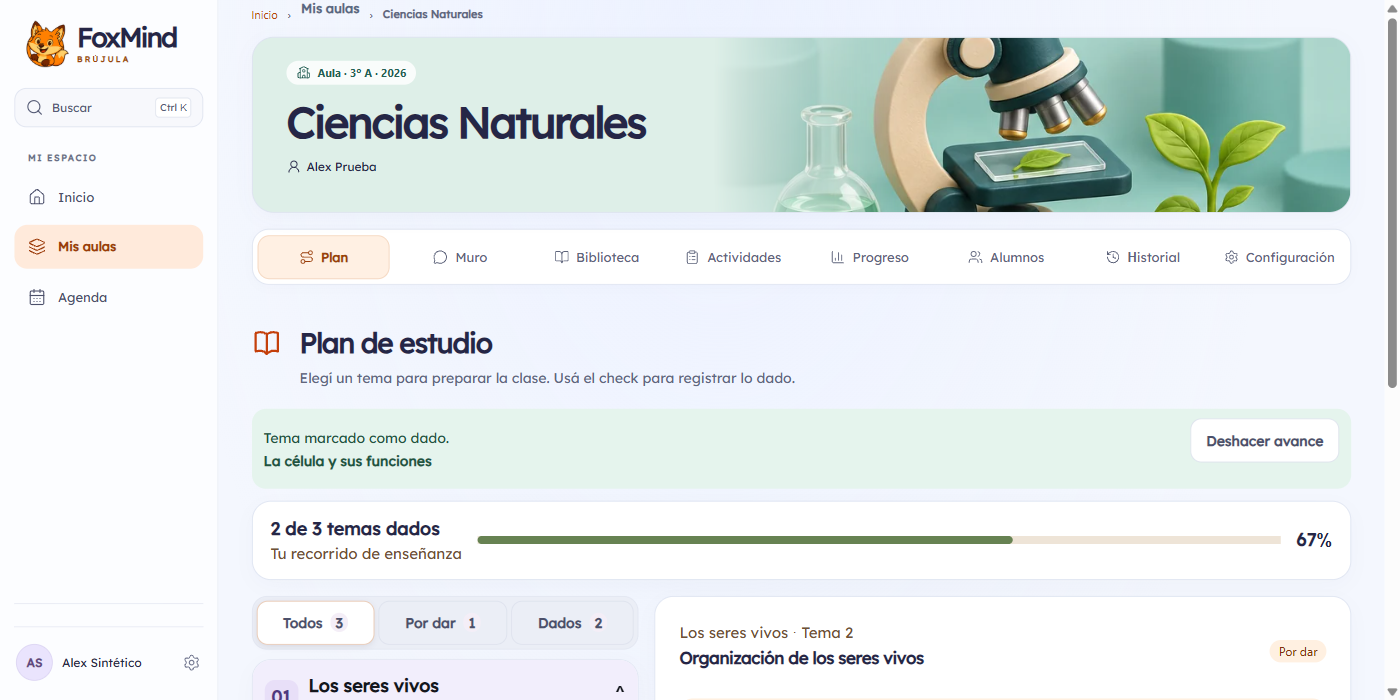 FoxMind
BRÚJULA
Buscar
Ctrl K
MI ESPACIO
Inicio
Mis aulas
Agenda
AS
Alex Sintético
Inicio › Mis aulas › Ciencias Naturales
Aula · 3° A · 2026
Ciencias Naturales
Alex Prueba
Plan
Muro
Biblioteca
Actividades
Progreso
Alumnos
Historial
Configuración
Plan de estudio
Elegí un tema para preparar la clase. Usá el check para registrar lo dado.
Tema marcado como dado.
La célula y sus funciones
Deshacer avance
2 de 3 temas dados
Tu recorrido de enseñanza
67%
Todos 3
Por dar 1
Dados 2
01
Los seres vivos
Los seres vivos · Tema 2
Organización de los seres vivos
Por dar